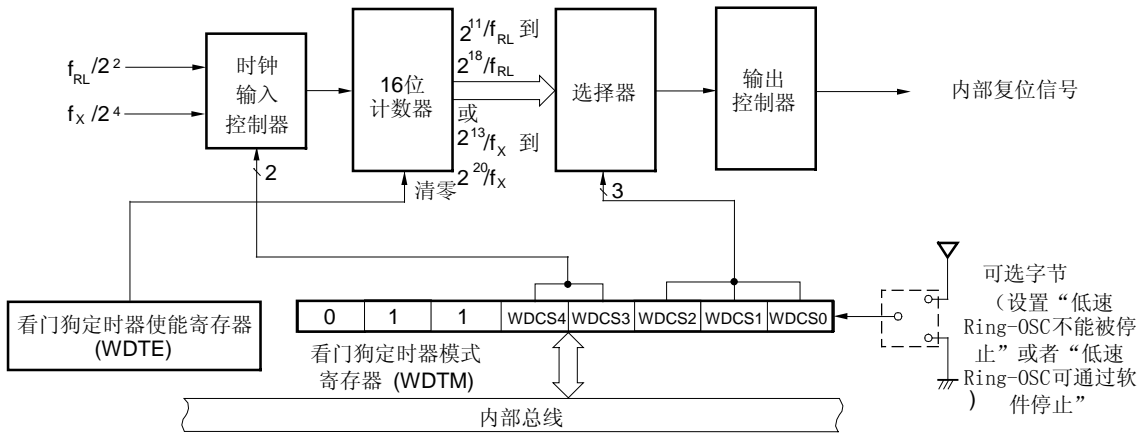 f_RL/2²
f_X/2⁴
时钟
输入
控制器
2
16位
计数器
清零
2¹¹/f_RL 到
2¹⁸/f_RL
或
2¹³/f_X 到
2²⁰/f_X
选择器
3
输出
控制器
内部复位信号
看门狗定时器使能寄存器
(WDTE)
0 1 1 WDCS4 WDCS3 WDCS2 WDCS1 WDCS0
看门狗定时器模式
寄存器 (WDTM)
内部总线
可选字节
（设置“低速
Ring-OSC不能被停
止”或者“低速
Ring-OSC可通过软
件停止”
)